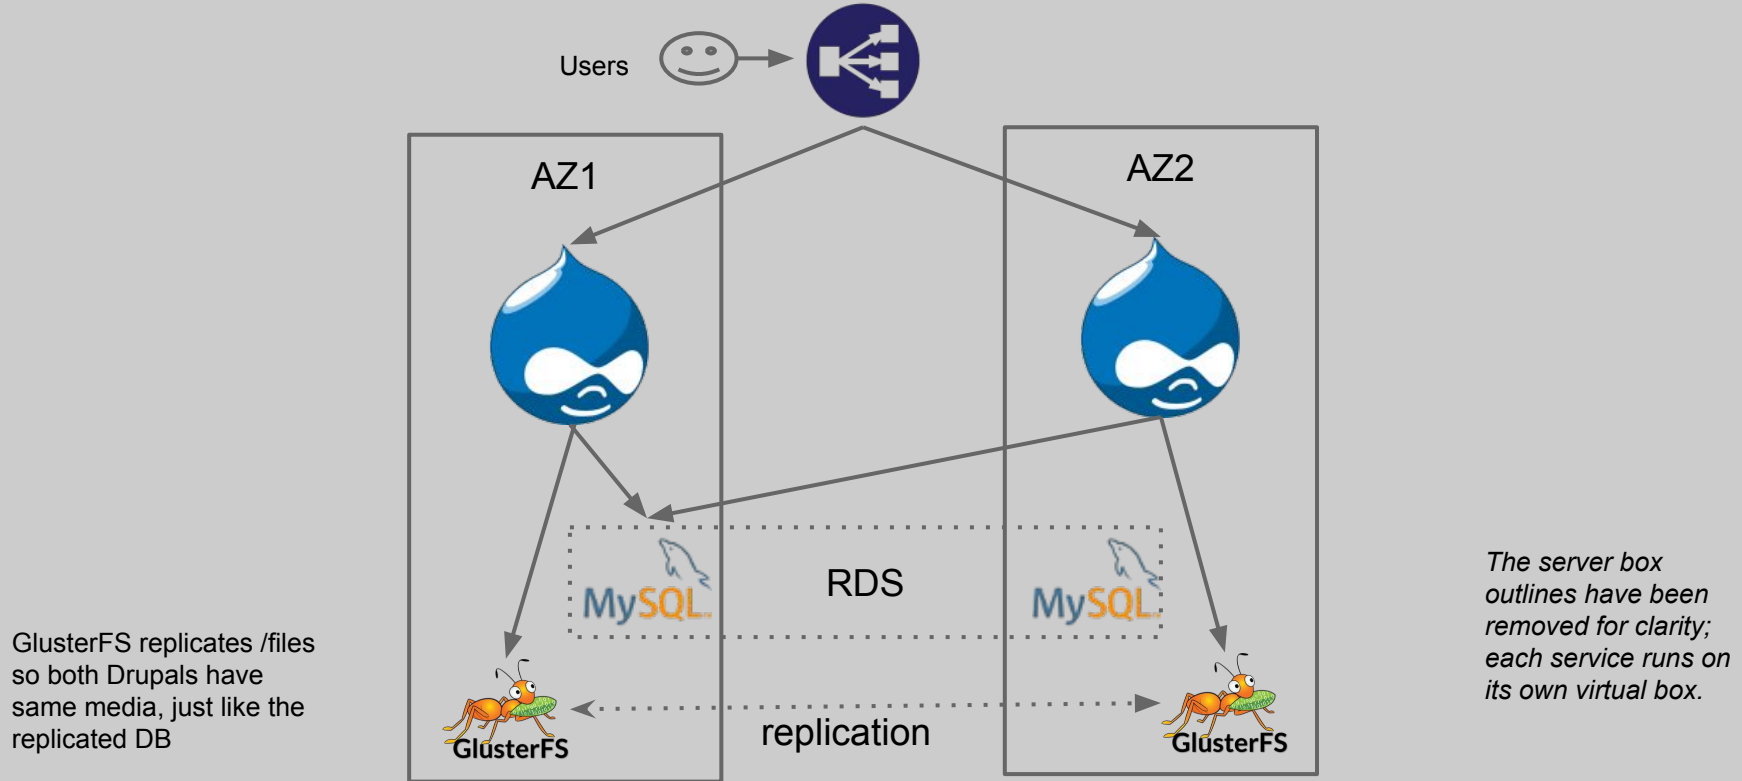 Users
AZ1
AZ2
MySQL
RDS
MySQL
GlusterFS replicates /files
so both Drupals have
same media, just like the
replicated DB
The server box
outlines have been
removed for clarity;
each service runs on
its own virtual box.
GlusterFS
replication
GlusterFS